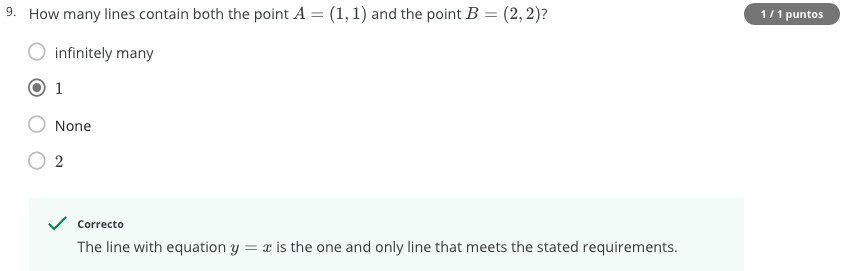 9. How many lines contain both the point A = (1, 1) and the point B = (2, 2)?
1 / 1 puntos
infinitely many
1
None
2
Correcto
The line with equation y = x is the one and only line that meets the stated requirements.